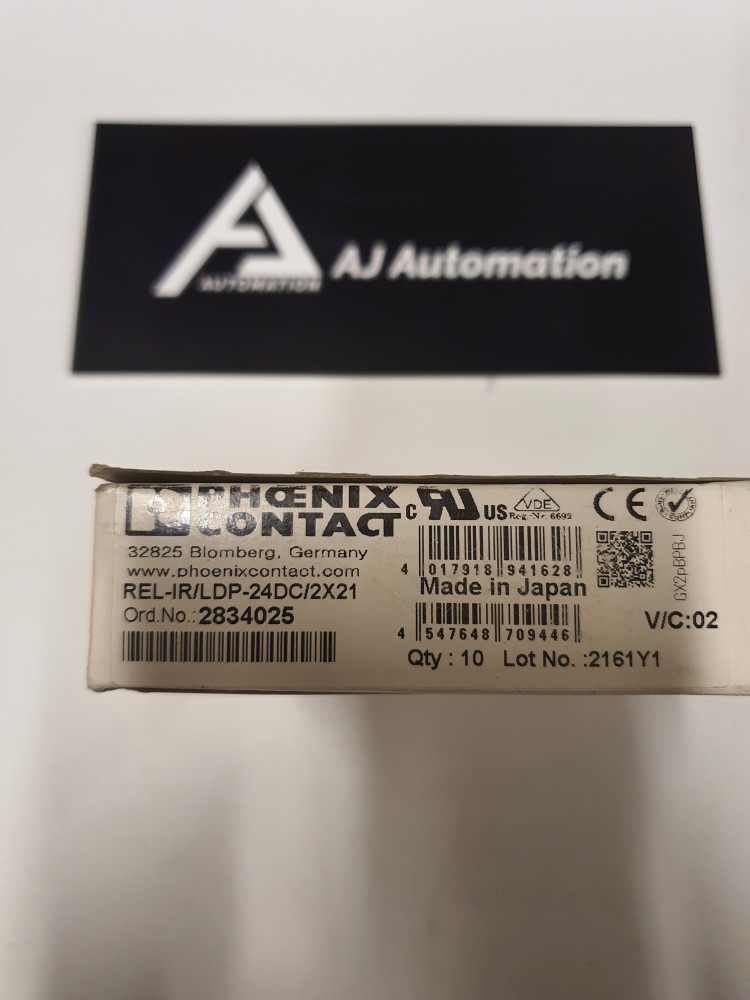 AUTOMATION
AJ Automation
PHŒNIX
CONTACT
32825 Blomberg, Germany
www.phoenixcontact.com
REL-IR/LDP-24DC/2X21
Ord.No.:2834025
C US
VDE
Reg-Nr. 6692
CE
4 017918 941628
Made in Japan
4 547648 709446
Qty : 10 Lot No. :2161Y1
GX2pBPBJ
V/C:02